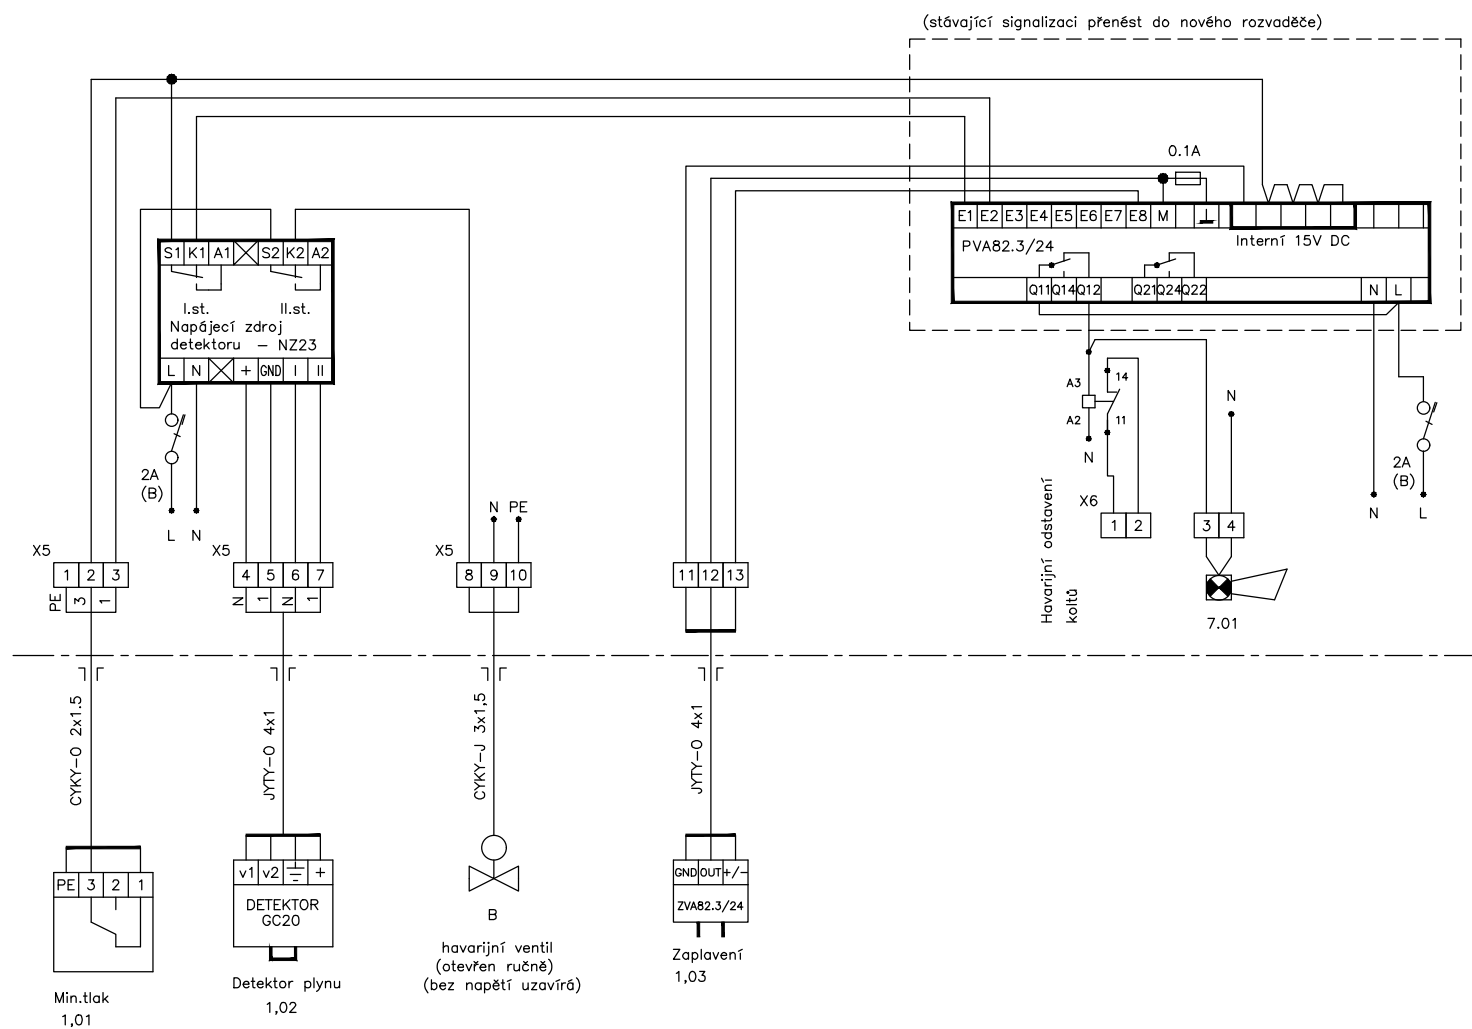 (stávající signalizaci přenést do nového rozvaděče)
0.1A
E1 E2 E3 E4 E5 E6 E7 E8 M
Interní 15V DC
PVA82.3/24
Q11 Q14 Q12 Q21 Q24 Q22 N L
S1 K1 A1 S2 K2 A2
I.st. II.st.
Napájecí zdroj
detektoru – NZ23
L N + GND I II
2A
(B)
L N
A3 14
A2 11
N
N
2A
(B)
N L
Havarijní odstavení
koltů
X6
1 2 3 4
7.01
X5
1 2 3
PE 3 1
X5
4 5 6 7
N 1 N 1
X5
N PE
8 9 10
11 12 13
CYKY-O 2x1.5
JYTY-O 4x1
CYKY-J 3x1,5
JYTY-O 4x1
PE 3 2 1
Min.tlak
1,01
v1 v2 +
DETEKTOR
GC20
Detektor plynu
1,02
B
havarijní ventil
(otevřen ručně)
(bez napětí uzavírá)
GND OUT +/-
ZVA82.3/24
Zaplavení
1,03